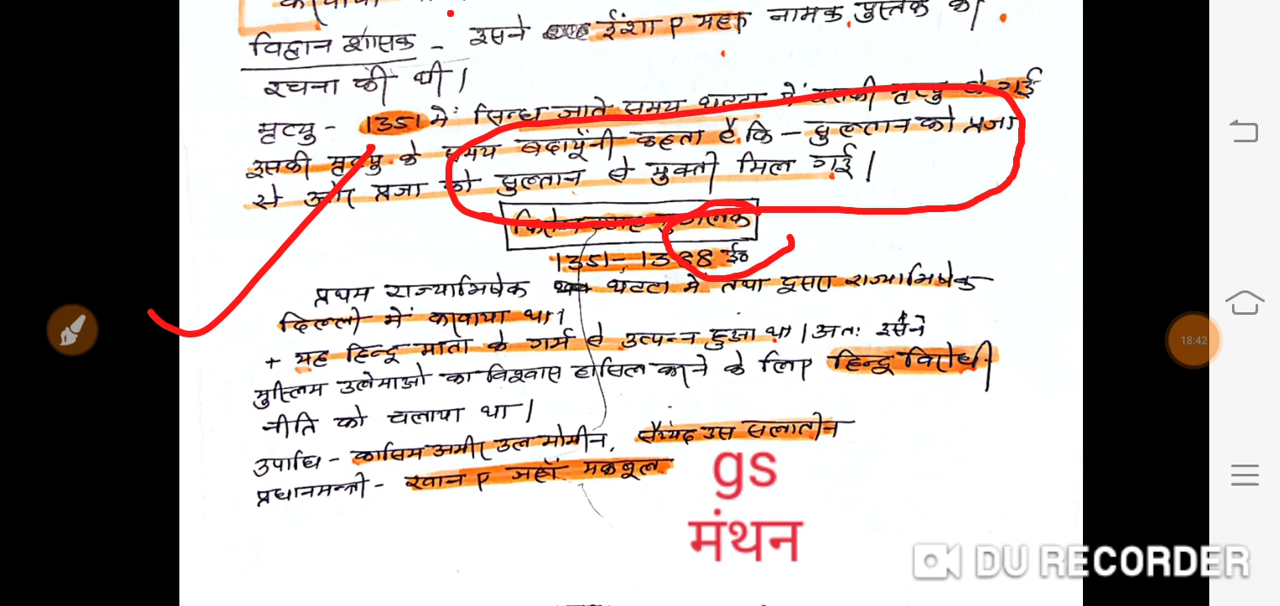 विद्वान शासक - इसने ईंशा ए महरू नामक पुस्तक की
रचना की थी।
मृत्यु - 1351 में सिन्ध जाते समय थट्टा में इसकी मृत्यु हो गई
इसकी मृत्यु के समय बदायूँनी कहता है कि - सुल्तान को प्रजा
से और प्रजा को सुल्तान से मुक्ती मिल गई।
तुगलक
1351-1388 ई०
प्रथम राज्याभिषेक थट्टा में तथा दूसरा राज्याभिषेक
दिल्ली में करवाया था।
+ यह हिन्दू माता के गर्भ से उत्पन्न हुआ था। अतः इसने
मुस्लिम उलेमाओ का विश्वास हासिल करने के लिए हिन्दू विरोधी
नीति को चलाया था।
उपाधि - कासिम अमीर उल मोमीन, सैय्यद उस सलातीन
प्रधानमन्त्री - खान ए जहाँ मकबूल
gs
मंथन
18:42
DU RECORDER